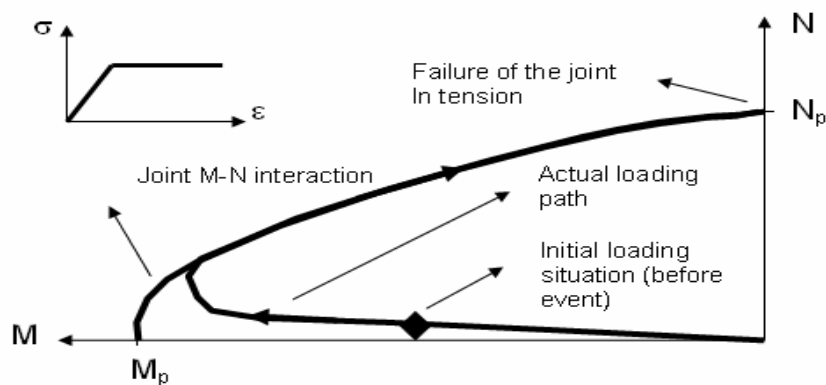 σ
ε
N
Failure of the joint
In tension
Np
Joint M-N interaction
Actual loading
path
Initial loading
situation (before
event)
M
Mp